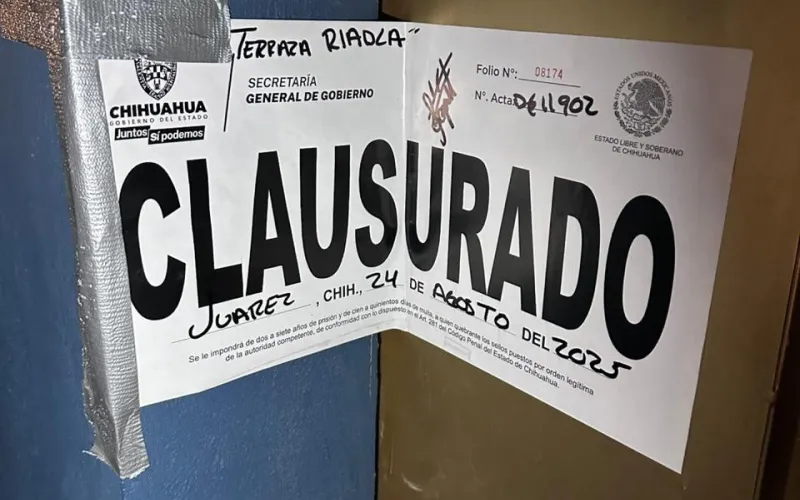 "TERRAZA RIADLA"
CHIHUAHUA
GOBIERNO DEL ESTADO
Juntos Sí podemos
SECRETARÍA
GENERAL DE GOBIERNO
Folio N°: 08174
N°. Acta: 11902
ESTADOS UNIDOS MEXICANOS
ESTADO LIBRE Y SOBERANO
DE CHIHUAHUA
CLAUSURADO
JUAREZ, CHIH., 24 DE AGOSTO DEL 2025
Se le impondrá de dos a siete años de prisión y de cien a quinientos días de multa, a quien quebrante los sellos puestos por orden legítima
de la autoridad competente, de conformidad con lo dispuesto en el Art. 281 del Código Penal del Estado de Chihuahua.